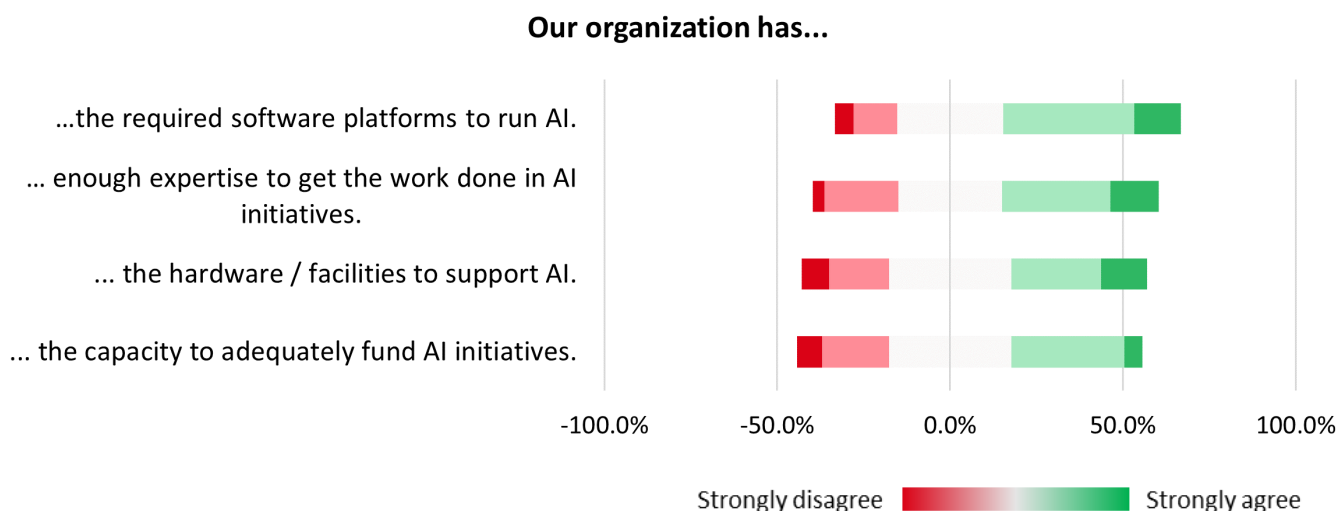 Our organization has...
...the required software platforms to run AI.
... enough expertise to get the work done in AI
initiatives.
... the hardware / facilities to support AI.
... the capacity to adequately fund AI initiatives.
-100.0% -50.0% 0.0% 50.0% 100.0%
Strongly disagree Strongly agree